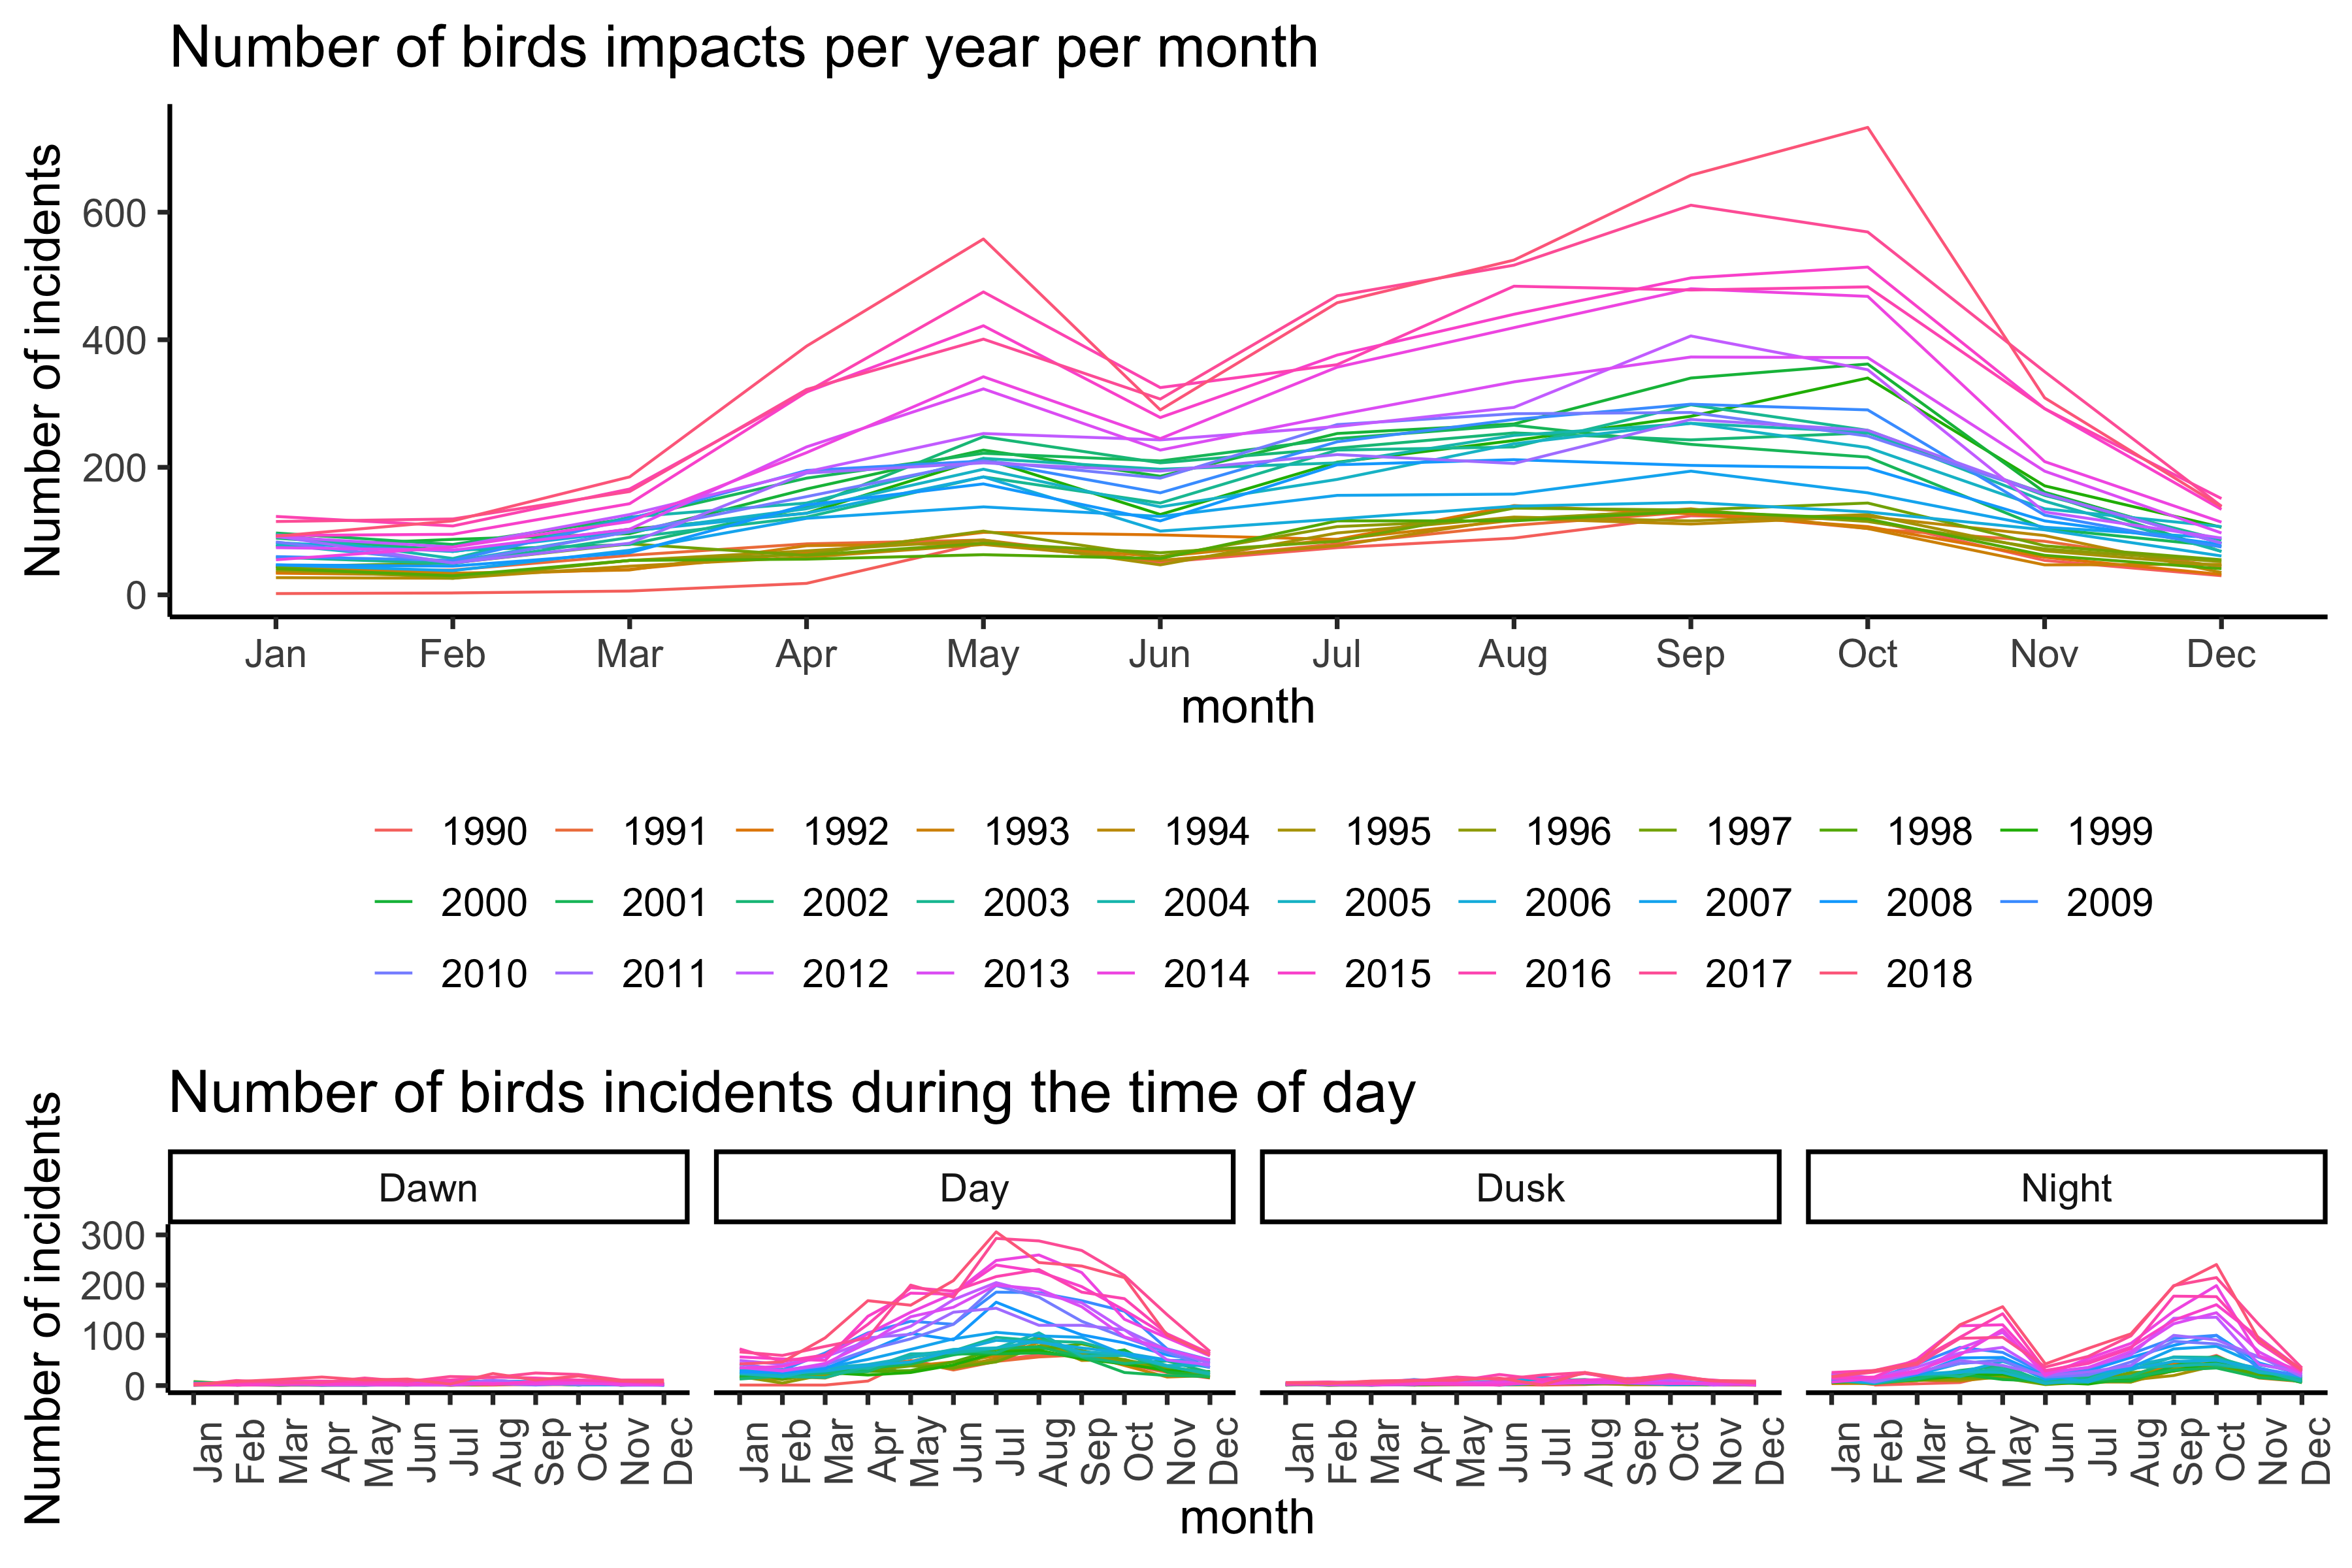 Number of birds impacts per year per month
Number of incidents
600
400
200
0
Jan Feb Mar Apr May Jun Jul Aug Sep Oct Nov Dec
month
1990 1991 1992 1993 1994 1995 1996 1997 1998 1999
2000 2001 2002 2003 2004 2005 2006 2007 2008 2009
2010 2011 2012 2013 2014 2015 2016 2017 2018
Number of birds incidents during the time of day
Number of incidents
Dawn Day Dusk Night
300
200
100
0
Jan Feb Mar Apr May Jun Jul Aug Sep Oct Nov Dec Jan Feb Mar Apr May Jun Jul Aug Sep Oct Nov Dec Jan Feb Mar Apr May Jun Jul Aug Sep Oct Nov Dec Jan Feb Mar Apr May Jun Jul Aug Sep Oct Nov Dec
month